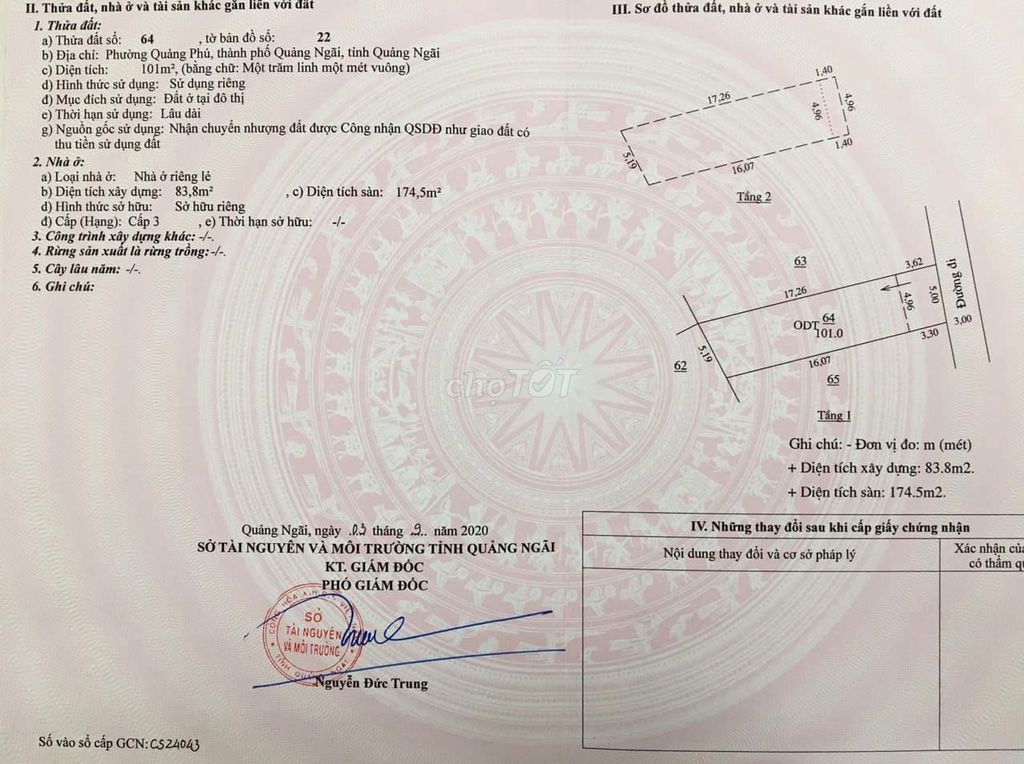 II. Thửa đất, nhà ở và tài sản khác gắn liền với đất
1. Thửa đất:
a) Thửa đất số: 64 , tờ bản đồ số: 22
b) Địa chỉ: Phường Quảng Phú, thành phố Quảng Ngãi, tỉnh Quảng Ngãi
c) Diện tích: 101m², (bằng chữ: Một trăm linh một mét vuông)
d) Hình thức sử dụng: Sử dụng riêng
đ) Mục đích sử dụng: Đất ở tại đô thị
e) Thời hạn sử dụng: Lâu dài
g) Nguồn gốc sử dụng: Nhận chuyển nhượng đất được Công nhận QSDĐ như giao đất có
thu tiền sử dụng đất
2. Nhà ở:
a) Loại nhà ở: Nhà ở riêng lẻ
b) Diện tích xây dựng: 83,8m² , c) Diện tích sàn: 174,5m²
d) Hình thức sở hữu: Sở hữu riêng
đ) Cấp (Hạng): Cấp 3 , e) Thời hạn sở hữu: -/-
3. Công trình xây dựng khác: -/-.
4. Rừng sản xuất là rừng trồng:-/-.
5. Cây lâu năm: -/-.
6. Ghi chú:
Quảng Ngãi, ngày 03 tháng 9.. năm 2020
SỞ TÀI NGUYÊN VÀ MÔI TRƯỜNG TỈNH QUẢNG NGÃI
KT. GIÁM ĐỐC
PHÓ GIÁM ĐỐC
CỘNG HÒA X.H.C.N VIỆT NAM
SỞ
TÀI NGUYÊN
VÀ MÔI TRƯỜNG
TỈNH QUẢNG NGÃI
Nguyễn Đức Trung
Số vào sổ cấp GCN: CS24043
III. Sơ đồ thửa đất, nhà ở và tài sản khác gắn liền với đất
1,40
17,26
4,96
4,96
5,19
1,40
16,07
Tầng 2
63
3,62
17,26
5,00
Đường đi
4,96
64
ODT 101.0
3,00
3,30
5,19
16,07
62
65
Tầng 1
Ghi chú: - Đơn vị đo: m (mét)
+ Diện tích xây dựng: 83.8m2.
+ Diện tích sàn: 174.5m2.
IV. Những thay đổi sau khi cấp giấy chứng nhận
Nội dung thay đổi và cơ sở pháp lý
Xác nhận của
có thẩm qu
chợTỐT